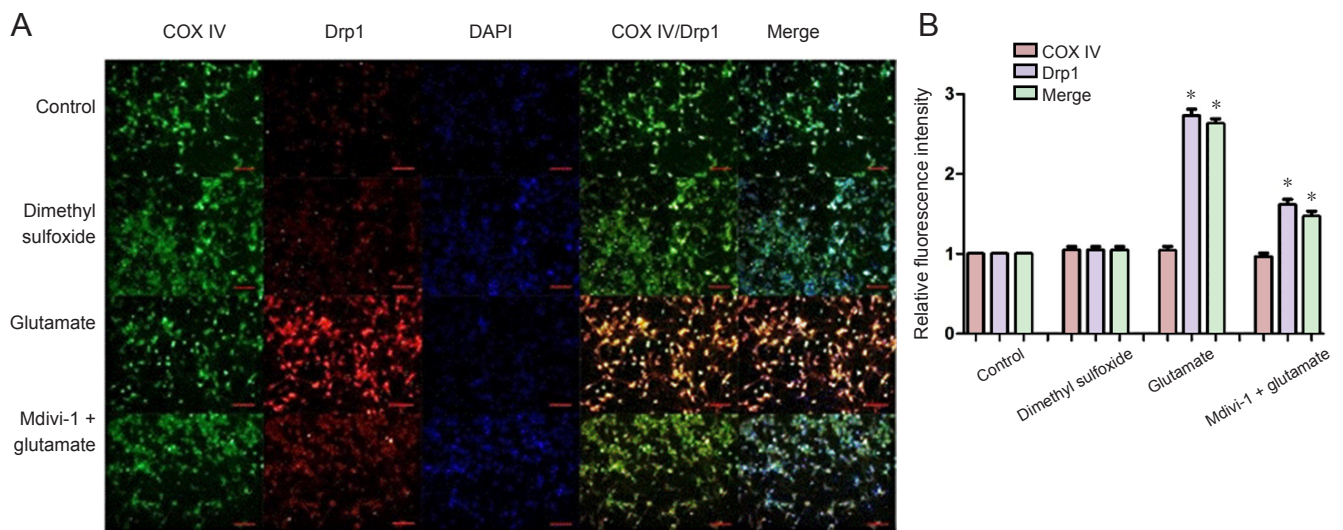 A
COX IV Drp1 DAPI COX IV/Drp1 Merge
Control
Dimethyl
sulfoxide
Glutamate
Mdivi-1 +
glutamate
B
COX IV
Drp1
Merge
Relative fluorescence intensity
3
2
1
0
* *
* *
Control
Dimethyl sulfoxide
Glutamate
Mdivi-1 + glutamate